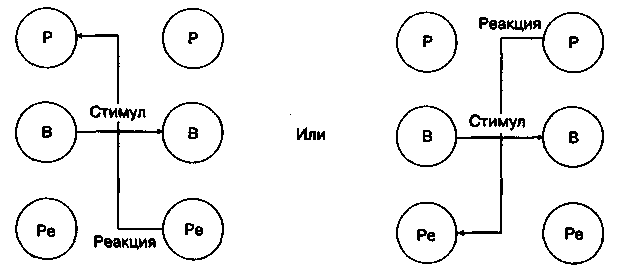 Реакция
Р Р Р Р
Стимул Стимул
В В Или В В
Ре Ре Ре Ре
Реакция